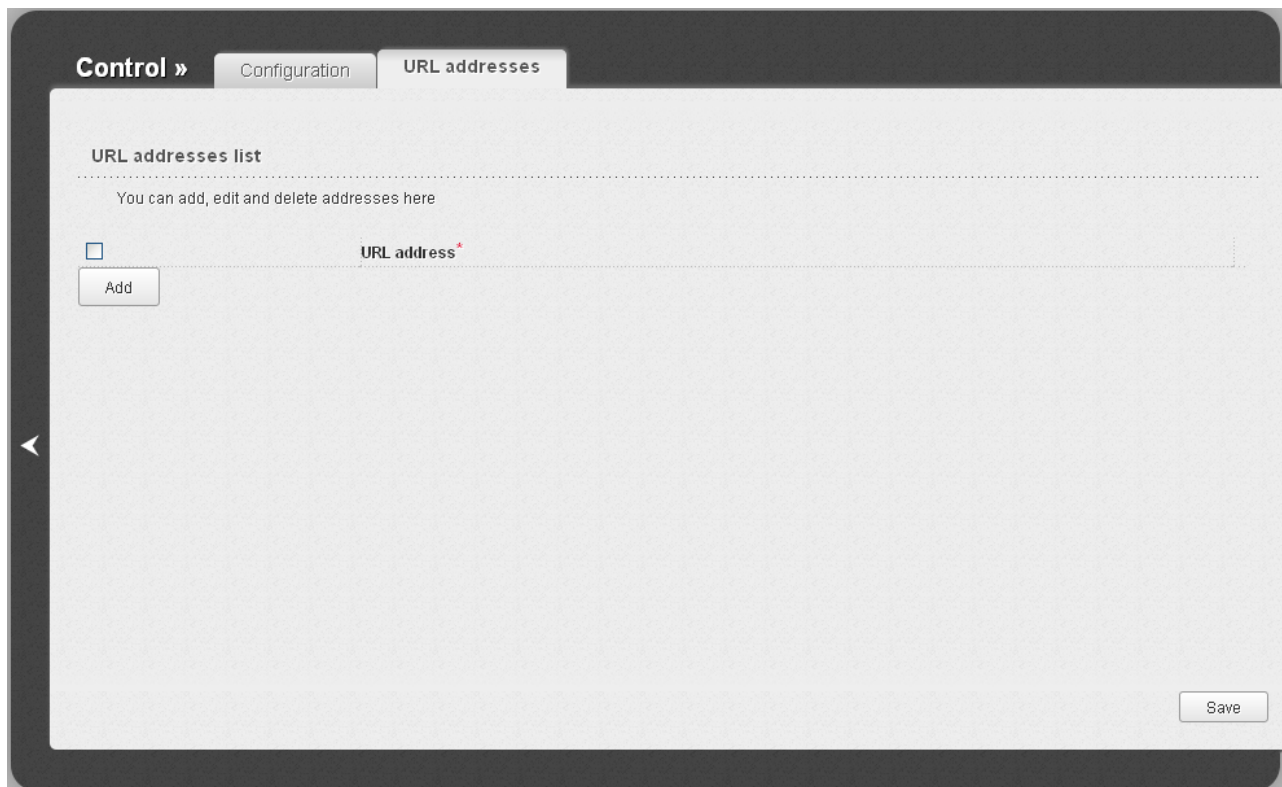 Control »
Configuration
URL addresses
URL addresses list
You can add, edit and delete addresses here
URL address*
Add
Save